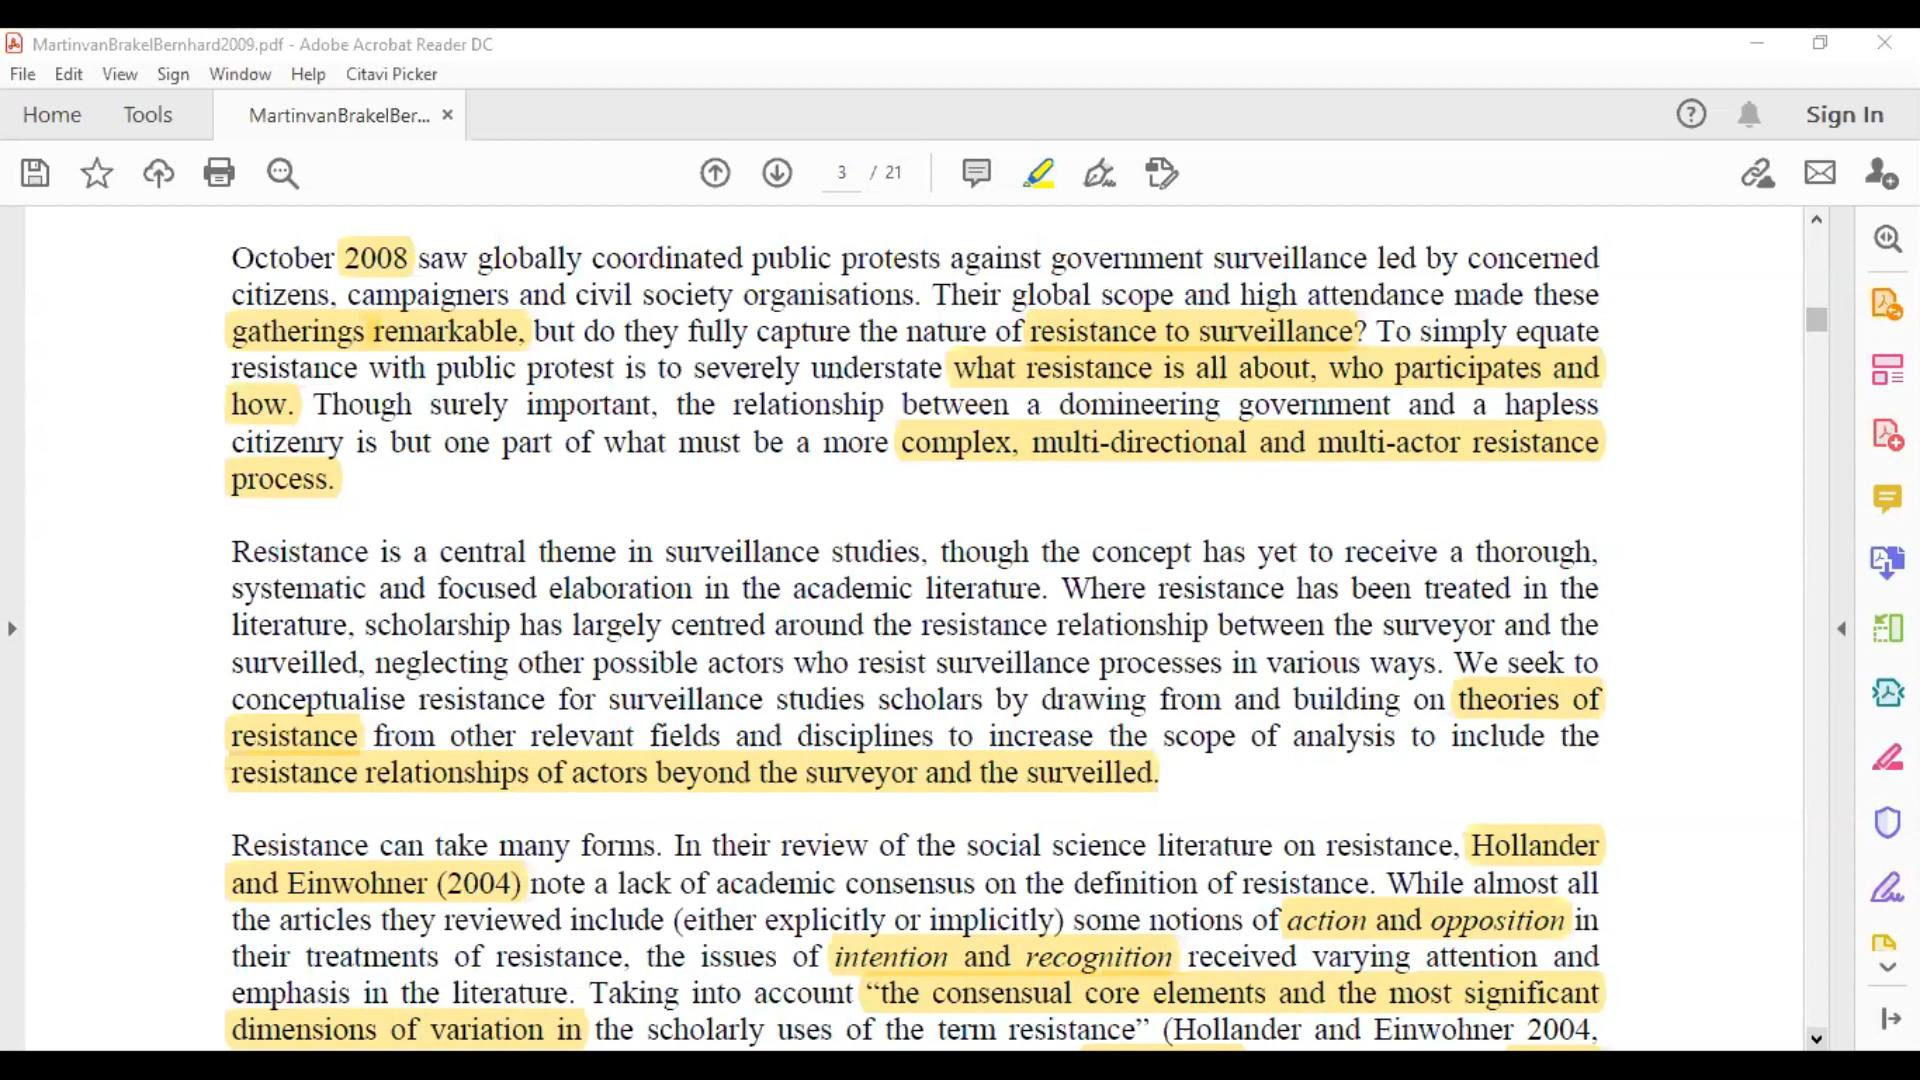 MartinvanBrakelBernhard2009.pdf - Adobe Acrobat Reader DC
File Edit View Sign Window Help Citavi Picker
Home Tools MartinvanBrakelBer... × Sign In
3 / 21
October 2008 saw globally coordinated public protests against government surveillance led by concerned
citizens, campaigners and civil society organisations. Their global scope and high attendance made these
gatherings remarkable, but do they fully capture the nature of resistance to surveillance? To simply equate
resistance with public protest is to severely understate what resistance is all about, who participates and
how. Though surely important, the relationship between a domineering government and a hapless
citizenry is but one part of what must be a more complex, multi-directional and multi-actor resistance
process.
Resistance is a central theme in surveillance studies, though the concept has yet to receive a thorough,
systematic and focused elaboration in the academic literature. Where resistance has been treated in the
literature, scholarship has largely centred around the resistance relationship between the surveyor and the
surveilled, neglecting other possible actors who resist surveillance processes in various ways. We seek to
conceptualise resistance for surveillance studies scholars by drawing from and building on theories of
resistance from other relevant fields and disciplines to increase the scope of analysis to include the
resistance relationships of actors beyond the surveyor and the surveilled.
Resistance can take many forms. In their review of the social science literature on resistance, Hollander
and Einwohner (2004) note a lack of academic consensus on the definition of resistance. While almost all
the articles they reviewed include (either explicitly or implicitly) some notions of action and opposition in
their treatments of resistance, the issues of intention and recognition received varying attention and
emphasis in the literature. Taking into account “the consensual core elements and the most significant
dimensions of variation in the scholarly uses of the term resistance” (Hollander and Einwohner 2004,